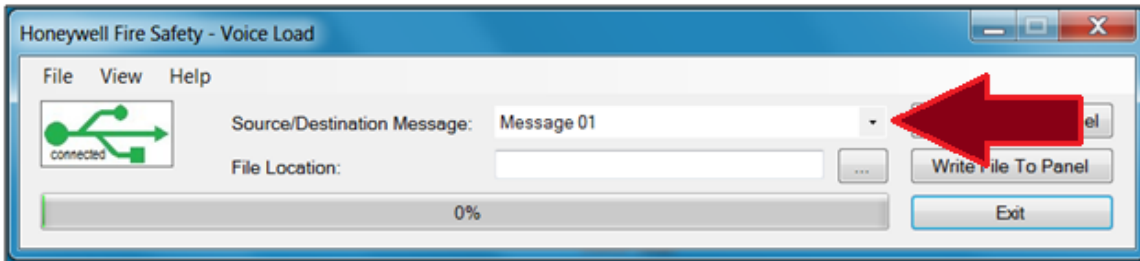 Honeywell Fire Safety - Voice Load
File View Help
connected
Source/Destination Message: Message 01
File Location: ... Write File To Panel
0% Exit